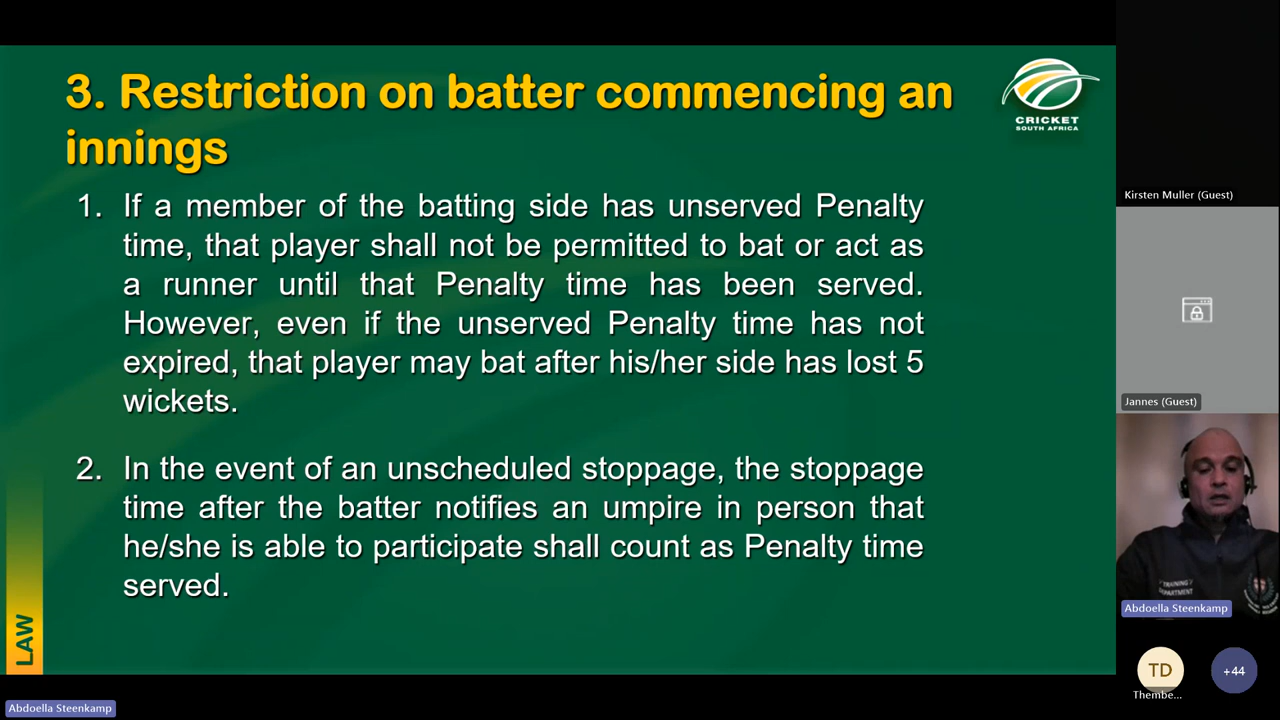 3. Restriction on batter commencing an
innings
CRICKET
SOUTH AFRICA
1. If a member of the batting side has unserved Penalty
time, that player shall not be permitted to bat or act as
a runner until that Penalty time has been served.
However, even if the unserved Penalty time has not
expired, that player may bat after his/her side has lost 5
wickets.
2. In the event of an unscheduled stoppage, the stoppage
time after the batter notifies an umpire in person that
he/she is able to participate shall count as Penalty time
served.
LAW
Abdoella Steenkamp
Kirsten Muller (Guest)
Jannes (Guest)
TRAINING
DEPARTMENT
Abdoella Steenkamp
TD
+44
Thembe...